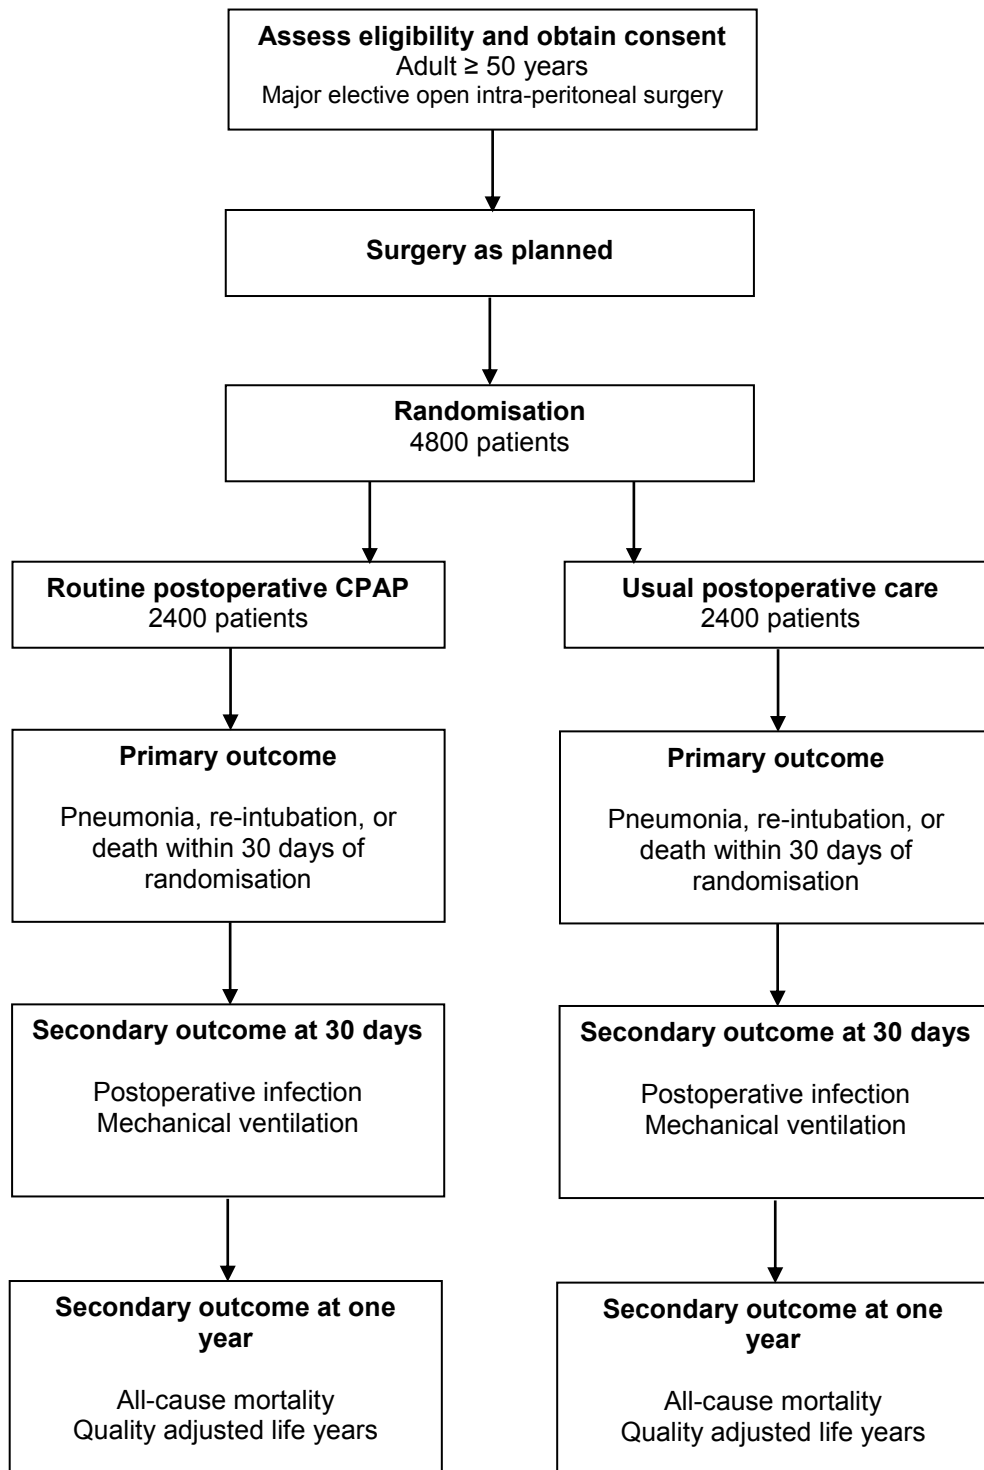 Assess eligibility and obtain consent
Adult ≥ 50 years
Major elective open intra-peritoneal surgery
Surgery as planned
Randomisation
4800 patients
Routine postoperative CPAP
2400 patients
Usual postoperative care
2400 patients
Primary outcome
Pneumonia, re-intubation, or
death within 30 days of
randomisation
Primary outcome
Pneumonia, re-intubation, or
death within 30 days of
randomisation
Secondary outcome at 30 days
Postoperative infection
Mechanical ventilation
Secondary outcome at 30 days
Postoperative infection
Mechanical ventilation
Secondary outcome at one
year
All-cause mortality
Quality adjusted life years
Secondary outcome at one
year
All-cause mortality
Quality adjusted life years